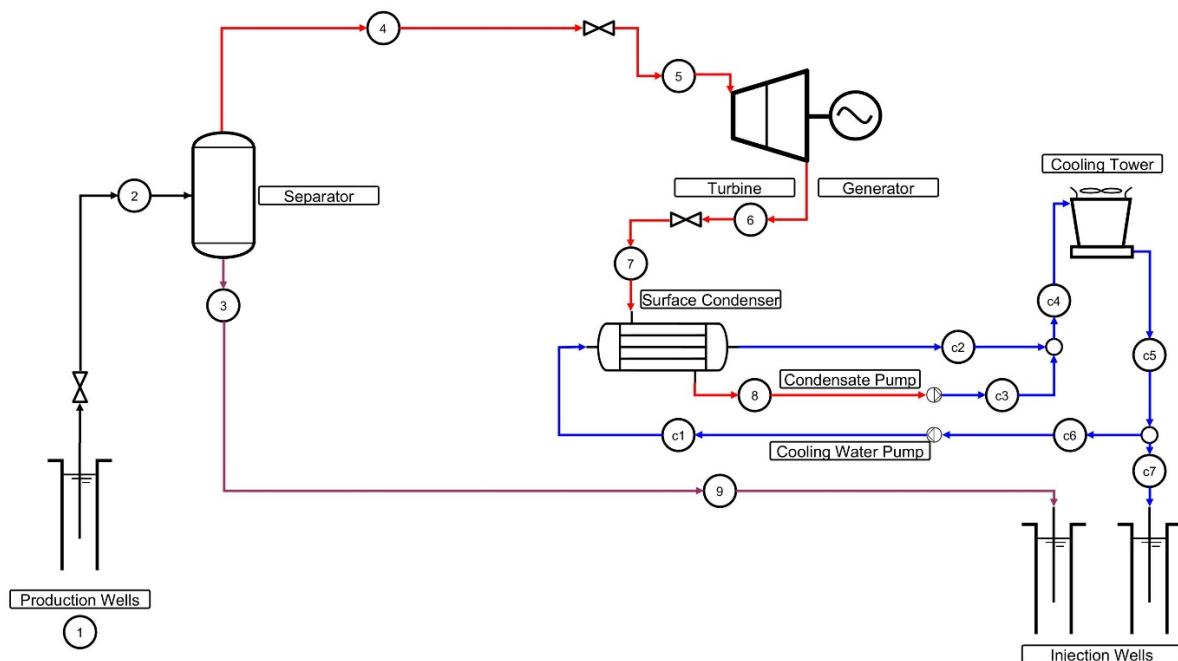 4
5
Cooling Tower
2
Separator
Turbine
Generator
6
7
3
Surface Condenser
c4
c2
c5
Condensate Pump
8
c3
c1
Cooling Water Pump
c6
c7
9
Production Wells
1
Injection Wells